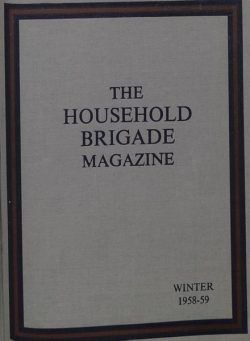 THE
HOUSEHOLD
BRIGADE
MAGAZINE
WINTER
1958-59